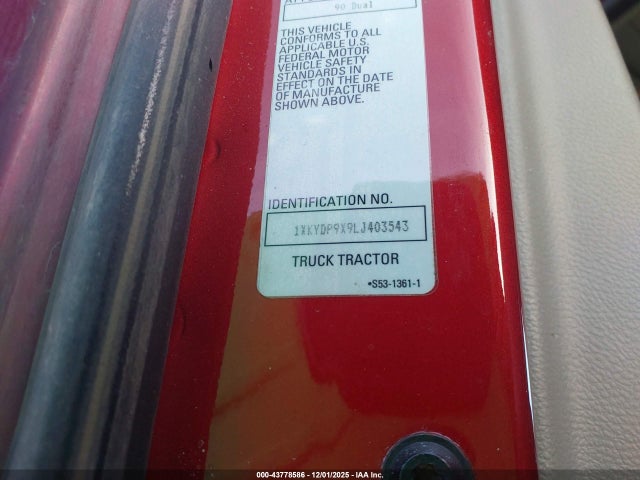 90 Dual
THIS VEHICLE
CONFORMS TO ALL
APPLICABLE U.S.
FEDERAL MOTOR
VEHICLE SAFETY
STANDARDS IN
EFFECT ON THE DATE
OF MANUFACTURE
SHOWN ABOVE.
IDENTIFICATION NO.
1XKYDP9X9LJ403543
TRUCK TRACTOR
•S53-1361-1
000-43778586 - 12/01/2025 - IAA Inc.